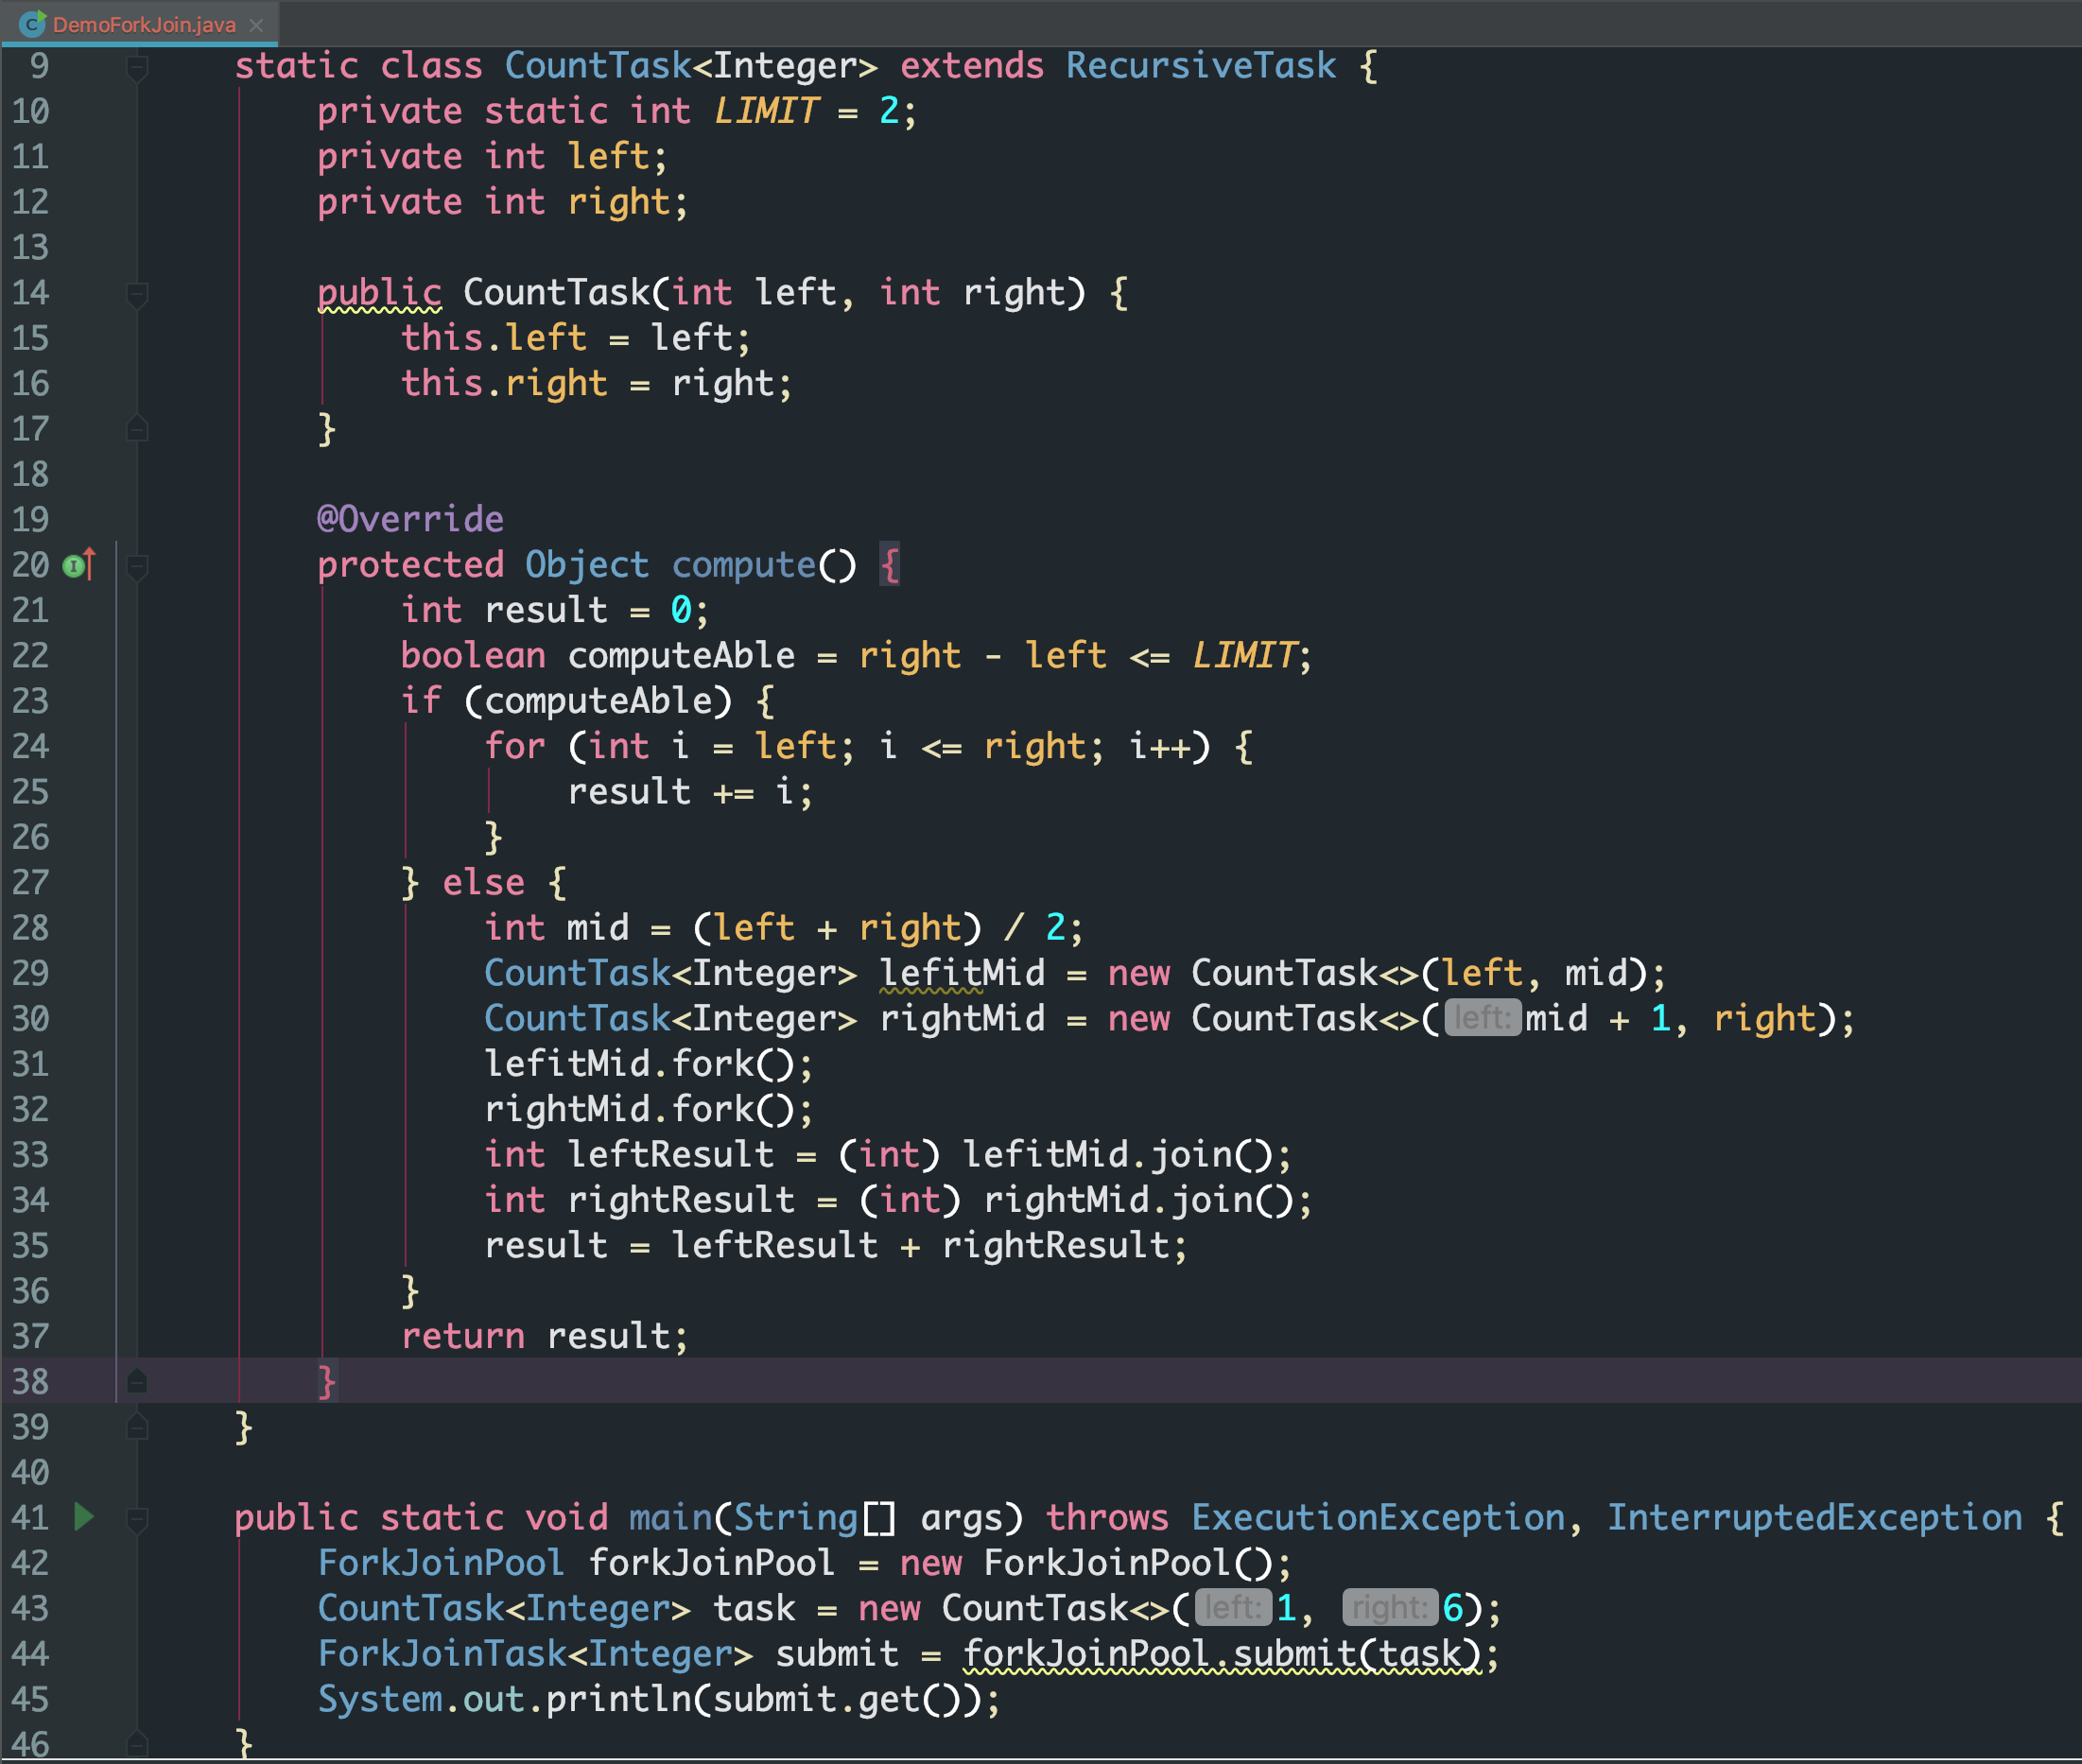 DemoForkJoin.java
9 static class CountTask<Integer> extends RecursiveTask {
10 private static int LIMIT = 2;
11 private int left;
12 private int right;
13
14 public CountTask(int left, int right) {
15 this.left = left;
16 this.right = right;
17 }
18
19 @Override
20 protected Object compute() {
21 int result = 0;
22 boolean computeAble = right - left <= LIMIT;
23 if (computeAble) {
24 for (int i = left; i <= right; i++) {
25 result += i;
26 }
27 } else {
28 int mid = (left + right) / 2;
29 CountTask<Integer> lefitMid = new CountTask<>(left, mid);
30 CountTask<Integer> rightMid = new CountTask<>(left: mid + 1, right);
31 lefitMid.fork();
32 rightMid.fork();
33 int leftResult = (int) lefitMid.join();
34 int rightResult = (int) rightMid.join();
35 result = leftResult + rightResult;
36 }
37 return result;
38 }
39 }
40
41 public static void main(String[] args) throws ExecutionException, InterruptedException {
42 ForkJoinPool forkJoinPool = new ForkJoinPool();
43 CountTask<Integer> task = new CountTask<>(left: 1, right: 6);
44 ForkJoinTask<Integer> submit = forkJoinPool.submit(task);
45 System.out.println(submit.get());
46 }